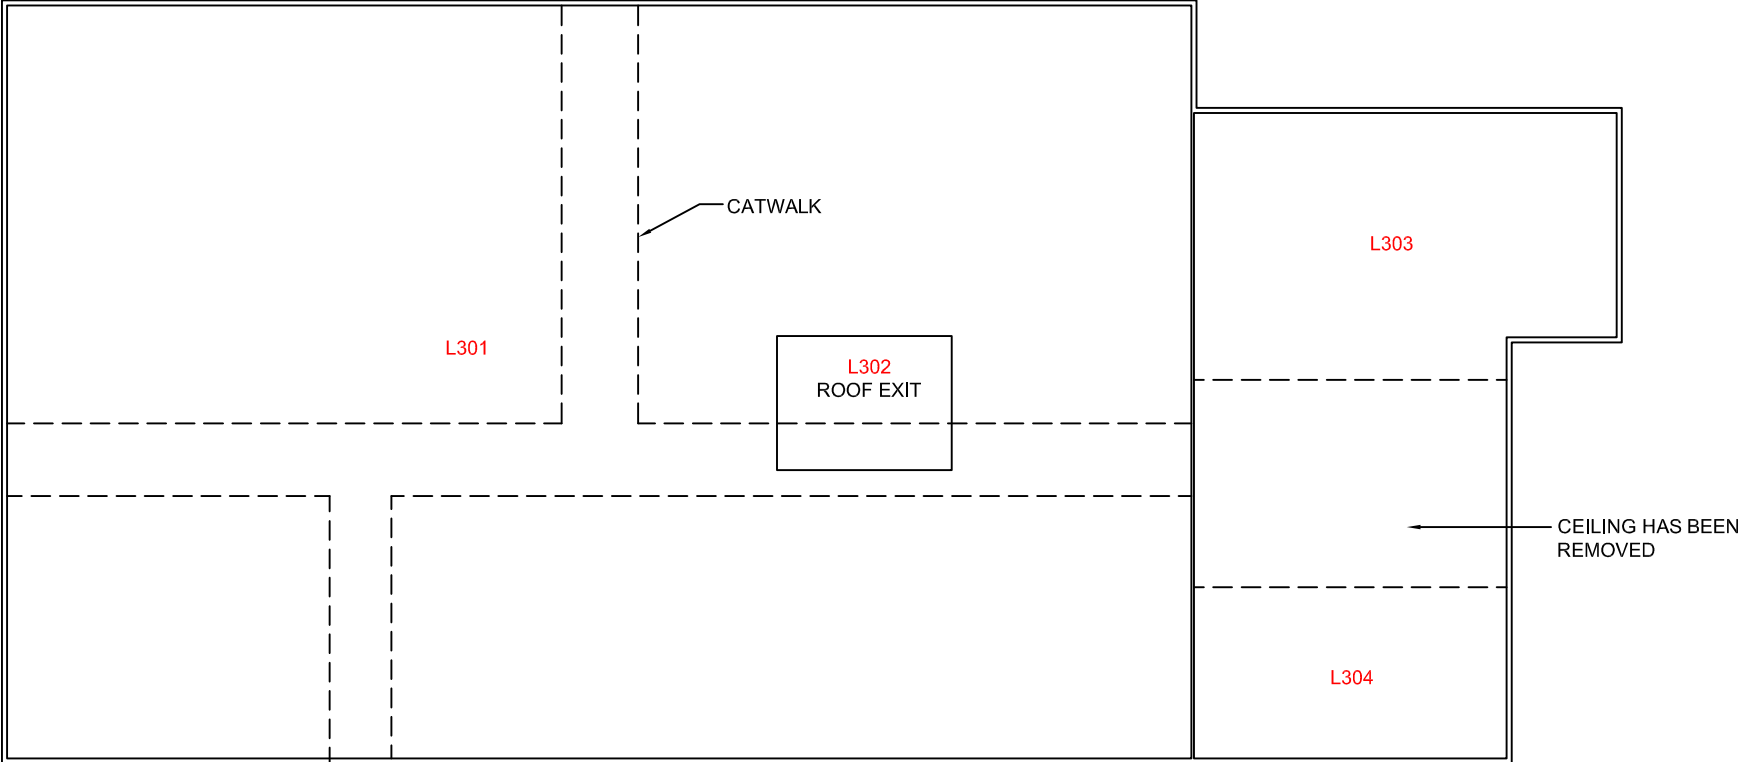 CATWALK
L303
L301
L302
ROOF EXIT
CEILING HAS BEEN
REMOVED
L304